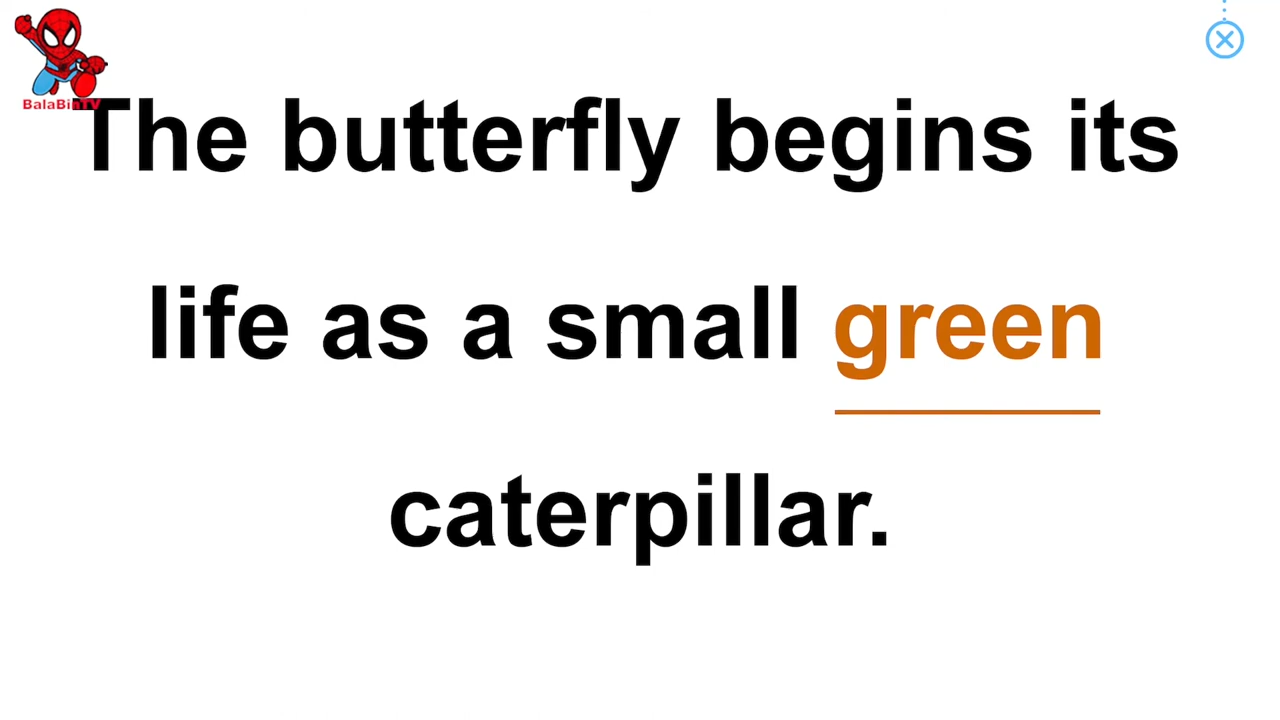 BalaBinTV
The butterfly begins its
life as a small green
caterpillar.